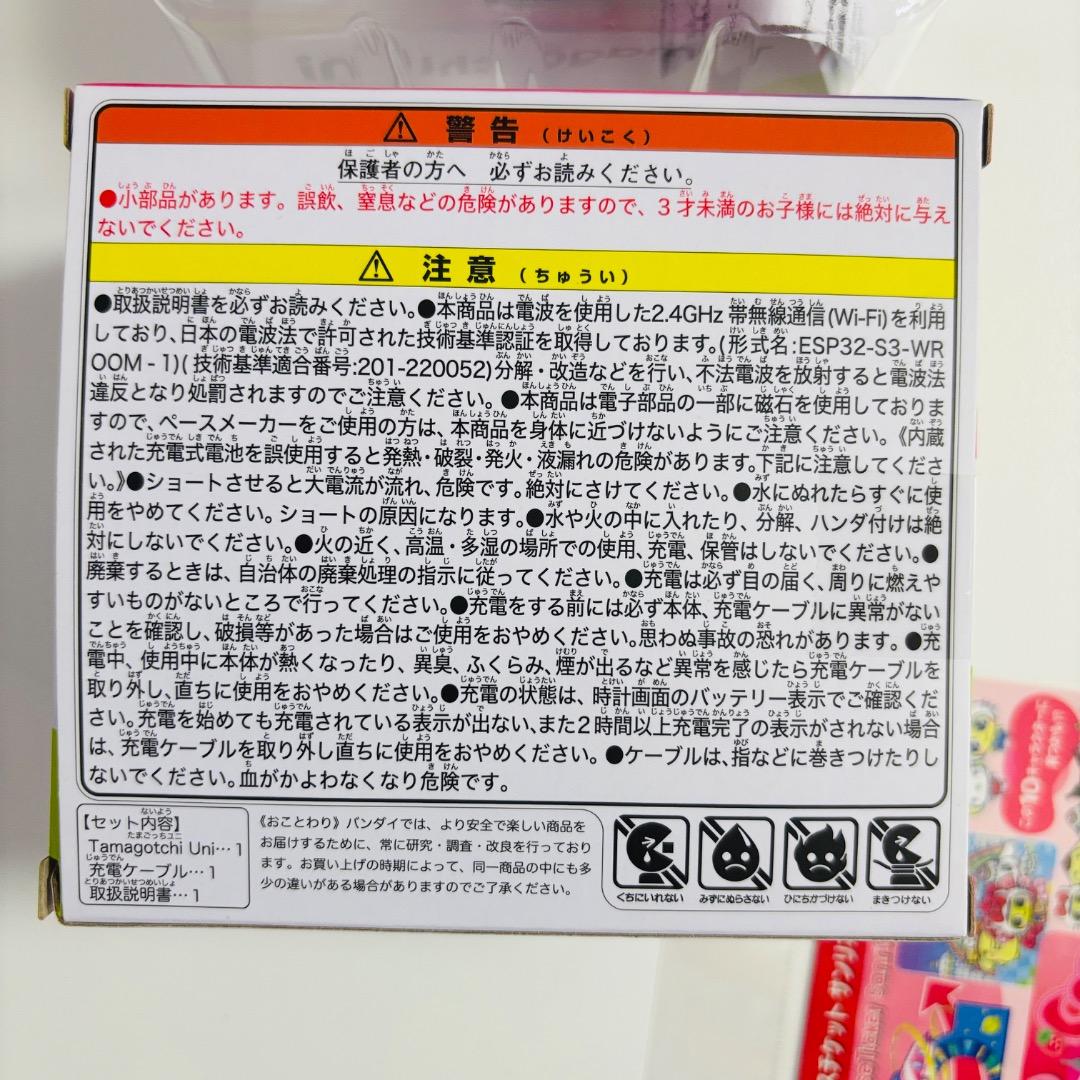 ⚠ 警告（けいこく）
保護者の方へ 必ずお読みください。
●小部品があります。誤飲、窒息などの危険がありますので、3才未満のお子様には絶対に与え
ないでください。
⚠ 注意（ちゅうい）
●取扱説明書を必ずお読みください。●本商品は電波を使用した2.4GHz 帯無線通信(Wi-Fi)を利用
しており、日本の電波法で許可された技術基準認証を取得しております。(形式名:ESP32-S3-WR
OOM-1)(技術基準適合番号:201-220052)分解・改造などを行い、不法電波を放射すると電波法
違反となり処罰されますのでご注意ください。●本商品は電子部品の一部に磁石を使用しておりま
すので、ペースメーカーをご使用の方は、本商品を身体に近づけないようにご注意ください。《内蔵
された充電式電池を誤使用すると発熱・破裂・発火・液漏れの危険があります。下記に注意してくださ
い。》●ショートさせると大電流が流れ、危険です。絶対にさけてください。●水にぬれたらすぐに使
用をやめてください。ショートの原因になります。●水や火の中に入れたり、分解、ハンダ付けは絶
対にしないでください。●火の近く、高温・多湿の場所での使用、充電、保管はしないでください。●
廃棄するときは、自治体の廃棄処理の指示に従ってください。●充電は必ず目の届く、周りに燃えや
すいものがないところで行ってください。●充電をする前には必ず本体、充電ケーブルに異常がない
ことを確認し、破損等があった場合はご使用をおやめください。思わぬ事故の恐れがあります。●充
電中、使用中に本体が熱くなったり、異臭、ふくらみ、煙が出るなど異常を感じたら充電ケーブルを
取り外し、直ちに使用をおやめください。●充電の状態は、時計画面のバッテリー表示でご確認くだ
さい。充電を始めても充電されている表示が出ない、また2時間以上充電完了の表示がされない場合
は、充電ケーブルを取り外し直ちに使用をおやめください。●ケーブルは、指などに巻きつけたりし
ないでください。血がかよわなくなり危険です。
【セット内容】
Tamagotchi Uni…1
充電ケーブル…1
取扱説明書…1
《おことわり》バンダイでは、より安全で楽しい商品を
お届けするために、常に研究・調査・改良を行っており
ます。お買い上げの時期によって、同一商品の中にも多
少の違いがある場合がありますのでご了承ください。
くちにいれない
みずにぬらさない
ひにちかづけない
まきつけない